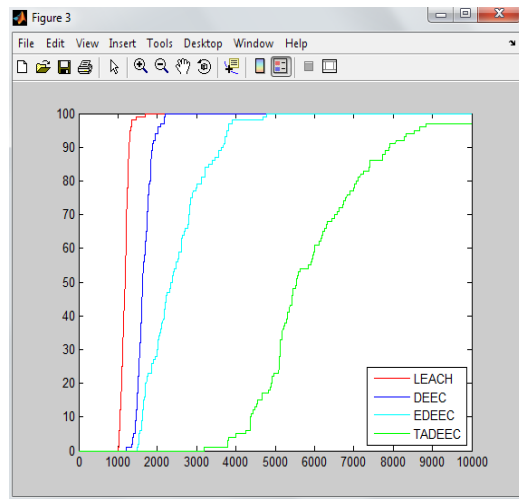 Figure 3
File Edit View Insert Tools Desktop Window Help
100
90
80
70
60
50
40
30
20
10
0
0 1000 2000 3000 4000 5000 6000 7000 8000 9000 10000
LEACH
DEEC
EDEEC
TADEEC